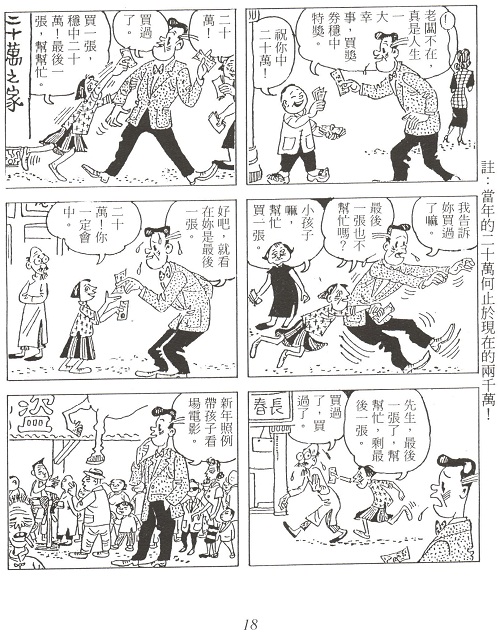 註：當年的二十萬何止於現在的兩千萬！
！
老闆不在，
真是人生
一大幸
事，買獎
券穩中
特獎。
祝你中
二十萬！
二十
萬！
買過
了。
買一張，
穩中二十
萬！最後一
張，幫幫忙。
二十萬之家
我告訴
妳買過
了嘛。
最後
一張也不
幫忙嗎？
小孩子
嘛，
幫忙
買一張。
好吧，就看
在妳是最後
一張。
二十
萬！你
一定會
中。
先生，最後
一張了，幫
幫忙，剩最
後一張。
買過
了，買
過了。
長春
新年照例
帶孩子看
場電影。
盜
18